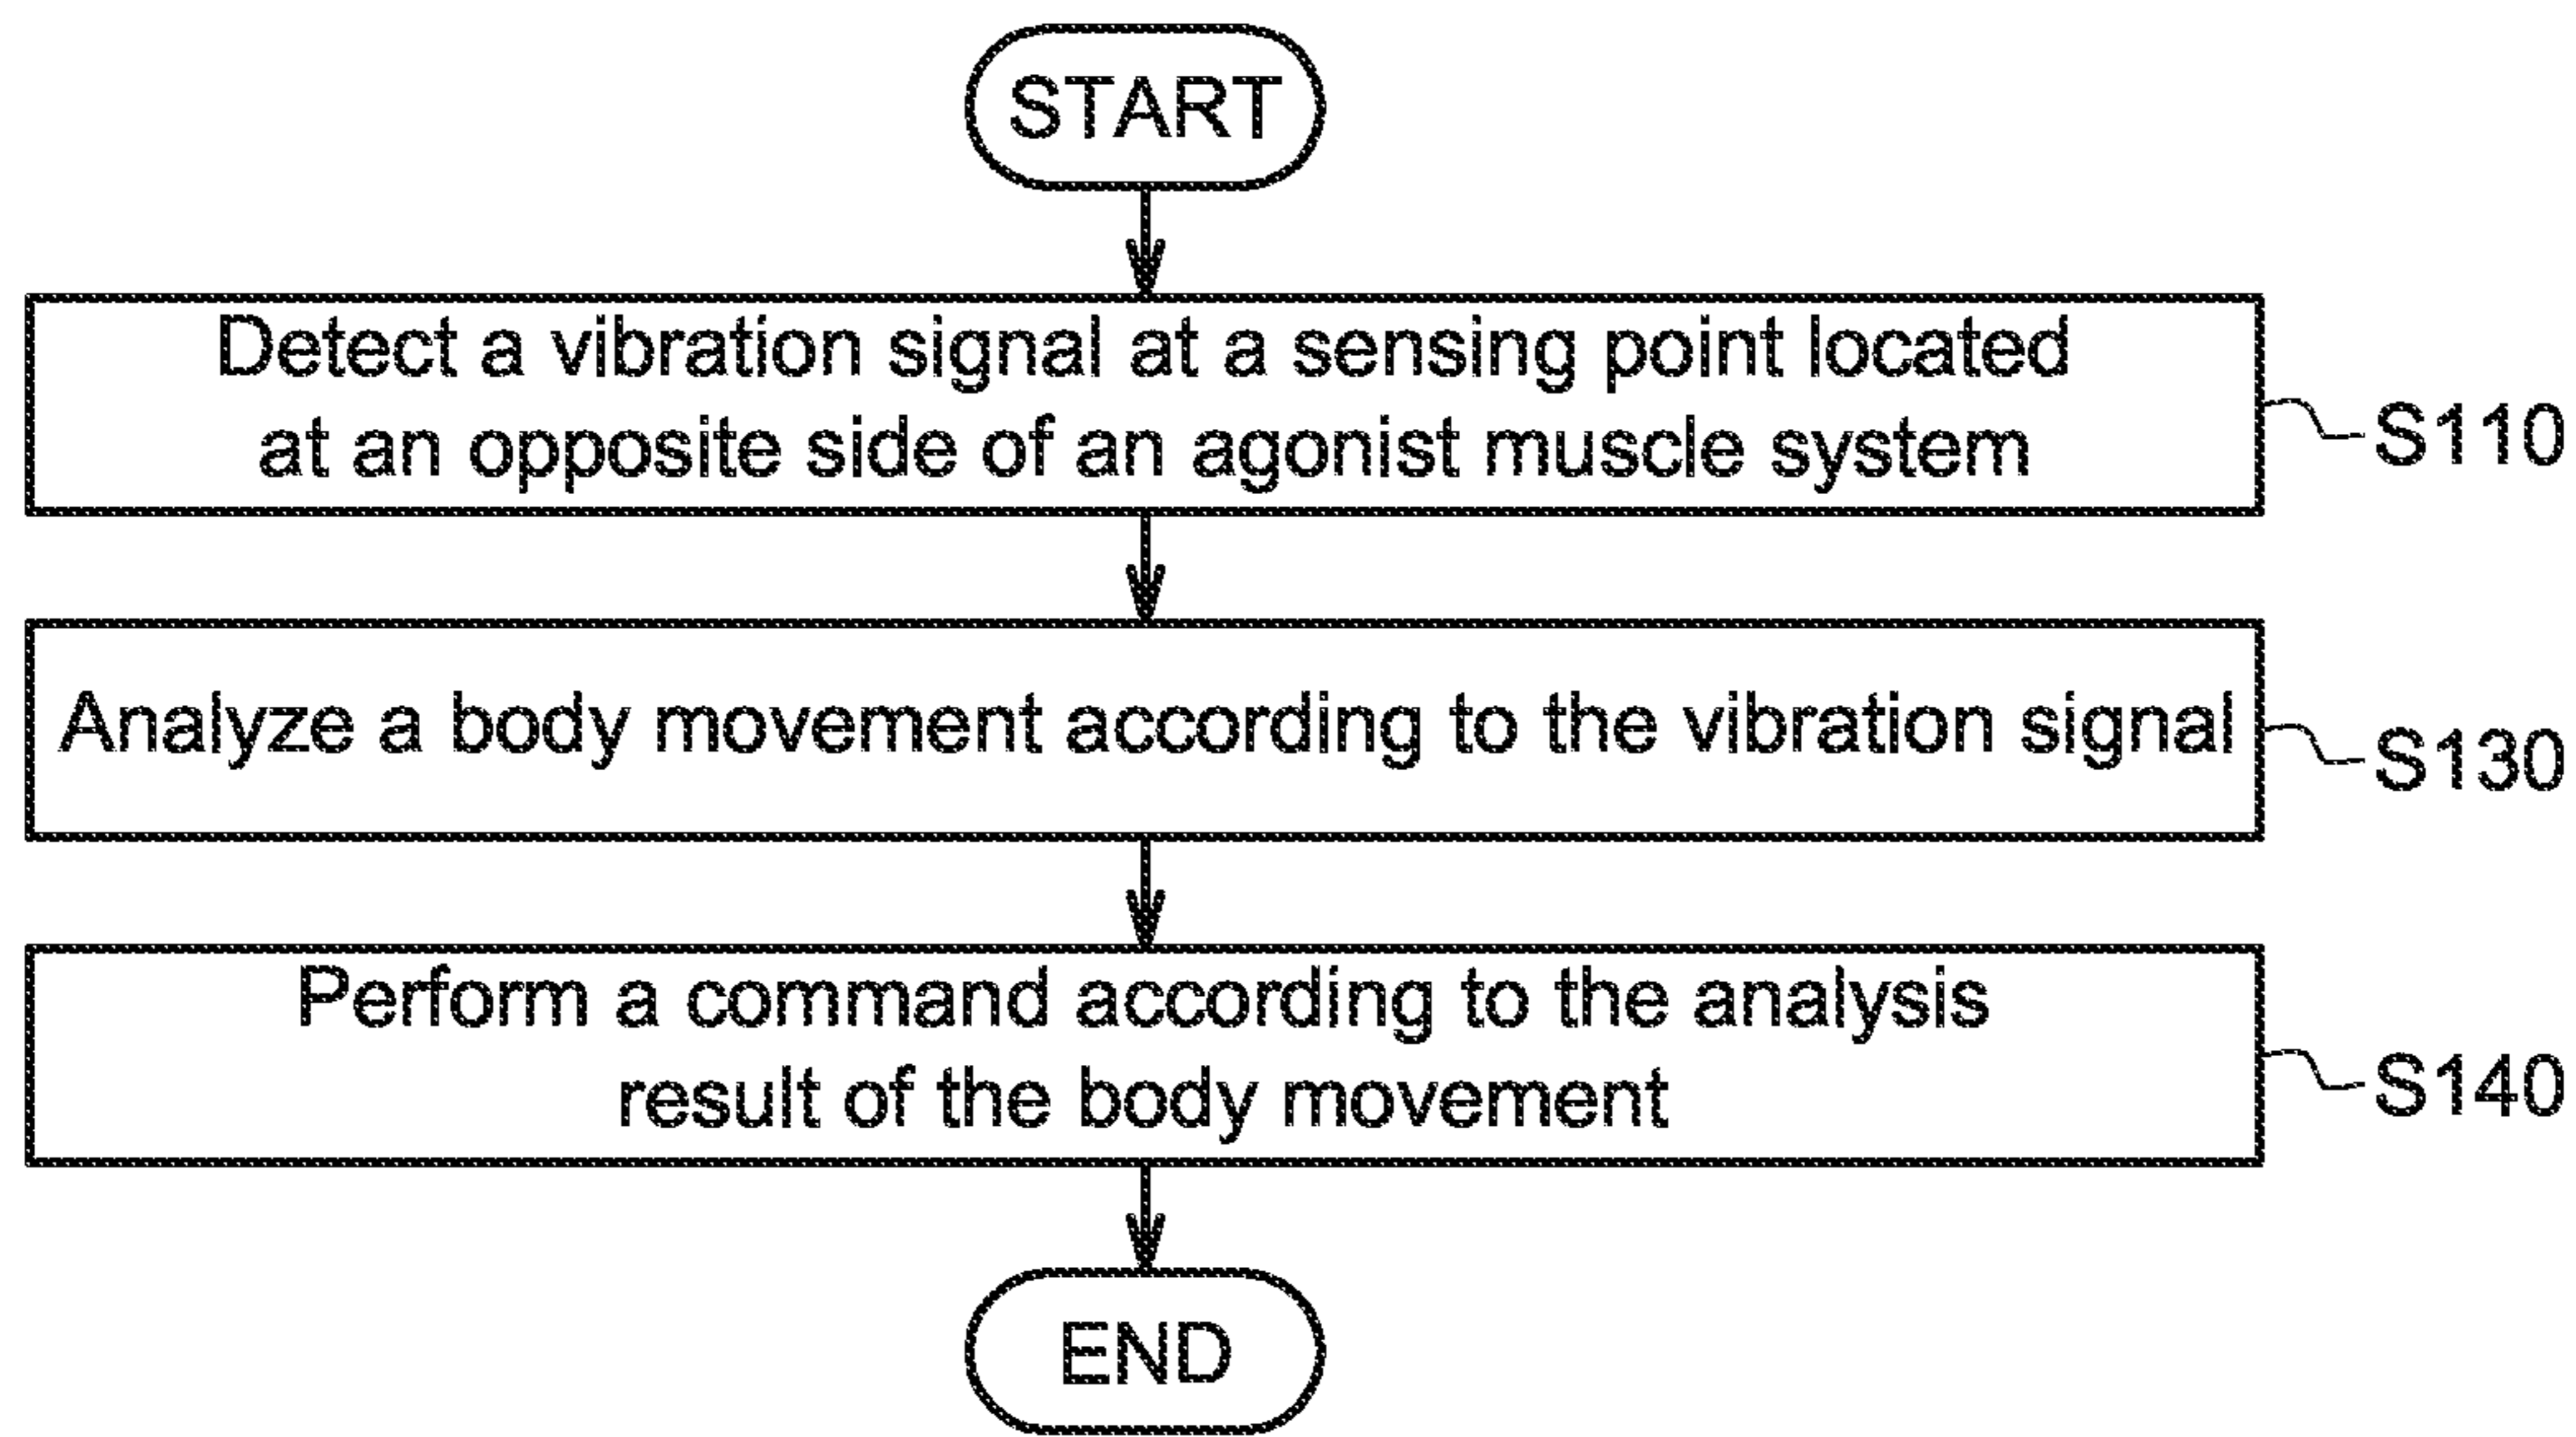 START
Detect a vibration signal at a sensing point located
at an opposite side of an agonist muscle system
S110
Analyze a body movement according to the vibration signal
S130
Perform a command according to the analysis
result of the body movement
S140
END